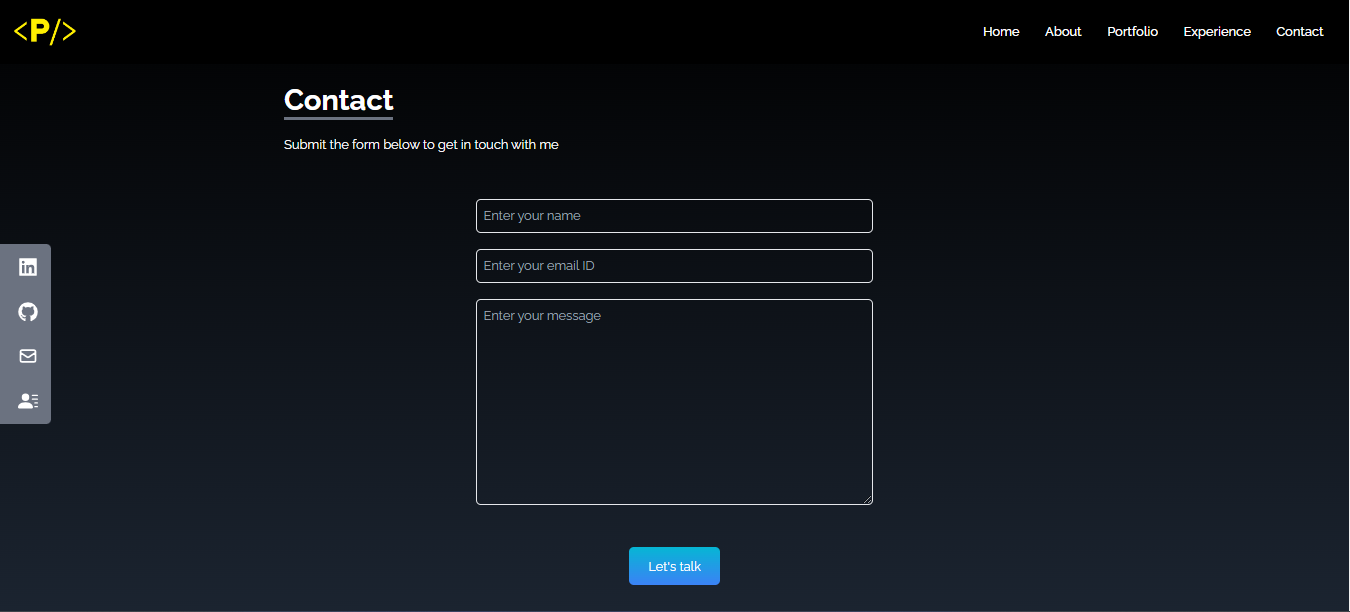 <P/>
Home About Portfolio Experience Contact
Contact
Submit the form below to get in touch with me
Enter your name
Enter your email ID
Enter your message
in
Let's talk